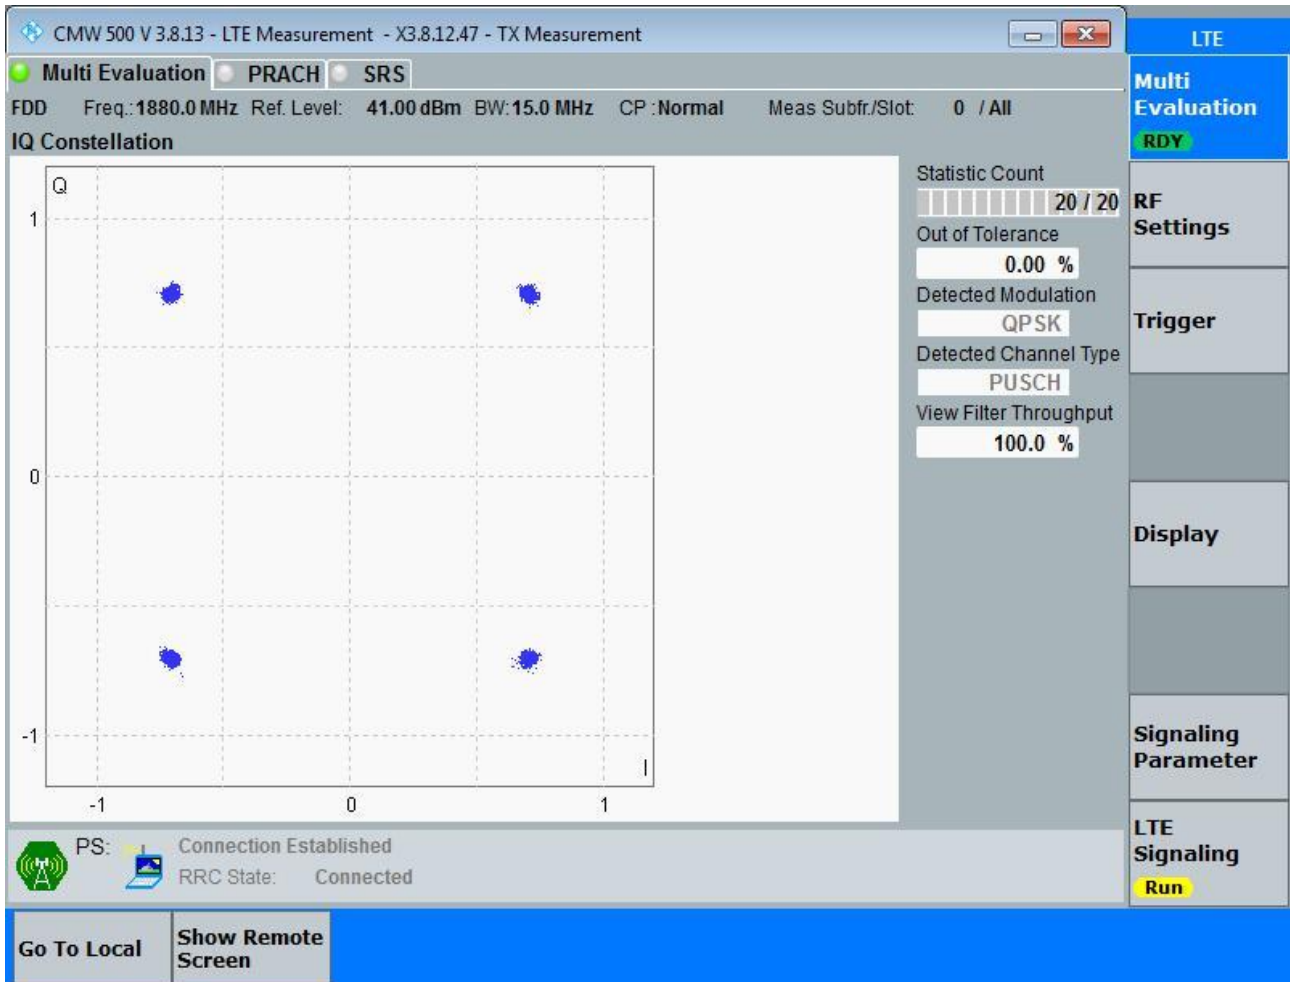 CMW 500 V 3.8.13 - LTE Measurement - X3.8.12.47 - TX Measurement
LTE
Multi Evaluation PRACH SRS
FDD Freq.:1880.0 MHz Ref. Level: 41.00 dBm BW:15.0 MHz CP :Normal Meas Subfr./Slot: 0 / All
IQ Constellation
Q
1
0
-1
I
-1 0 1
Statistic Count
20 / 20
Out of Tolerance
0.00 %
Detected Modulation
QPSK
Detected Channel Type
PUSCH
View Filter Throughput
100.0 %
Multi
Evaluation
RDY
RF
Settings
Trigger
Display
Signaling
Parameter
LTE
Signaling
Run
PS: Connection Established
RRC State: Connected
Go To Local
Show Remote
Screen